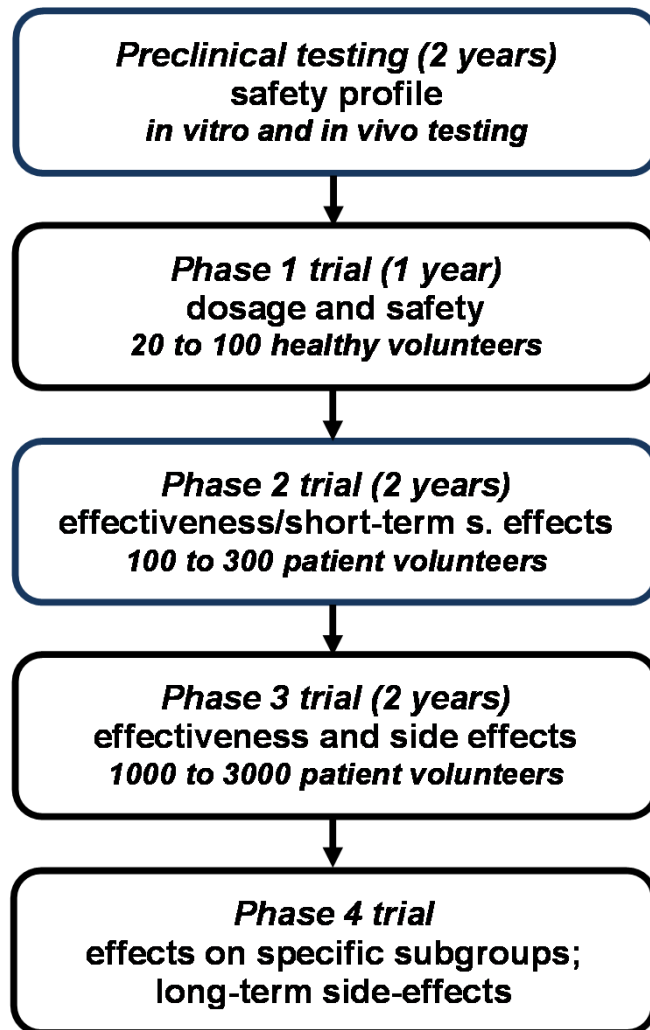 Preclinical testing (2 years)
safety profile
in vitro and in vivo testing
Phase 1 trial (1 year)
dosage and safety
20 to 100 healthy volunteers
Phase 2 trial (2 years)
effectiveness/short-term s. effects
100 to 300 patient volunteers
Phase 3 trial (2 years)
effectiveness and side effects
1000 to 3000 patient volunteers
Phase 4 trial
effects on specific subgroups;
long-term side-effects